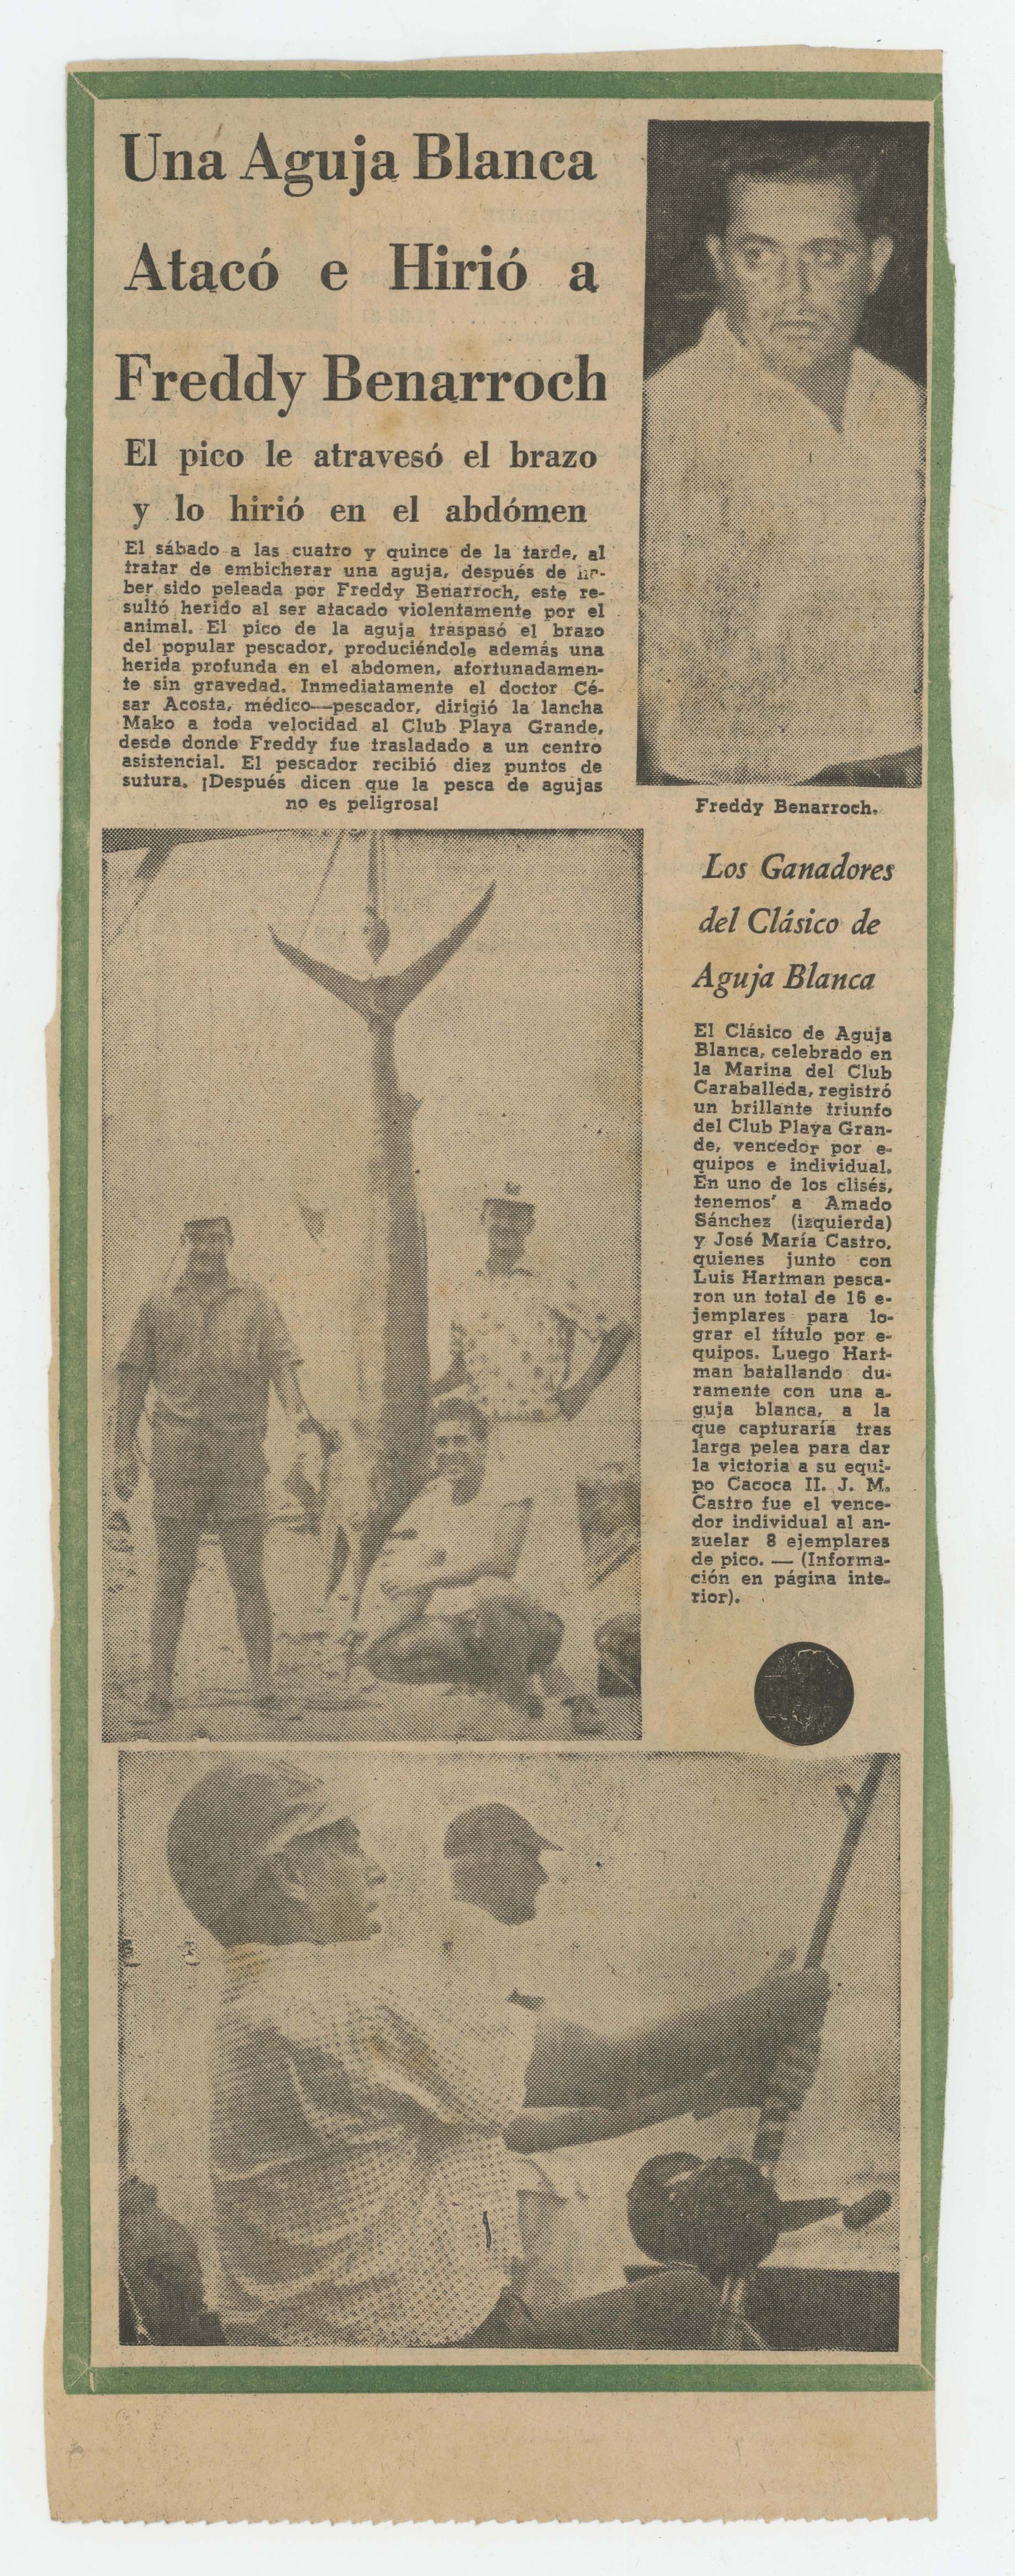 Una Aguja Blanca
Atacó e Hirió a
Freddy Benarroch
El pico le atravesó el brazo
y lo hirió en el abdómen
El sábado a las cuatro y quince de la tarde, al
tratar de embicherar una aguja, después de ha-
ber sido peleada por Freddy Benarroch, este re-
sultó herido al ser atacado violentamente por el
animal. El pico de la aguja traspasó el brazo
del popular pescador, produciéndole además una
herida profunda en el abdomen, afortunadamen-
te sin gravedad. Inmediatamente el doctor Cé-
sar Acosta, médico—pescador, dirigió la lancha
Mako a toda velocidad al Club Playa Grande,
desde donde Freddy fue trasladado a un centro
asistencial. El pescador recibió diez puntos de
sutura. ¡Después dicen que la pesca de agujas
no es peligrosa!
Freddy Benarroch.
Los Ganadores
del Clásico de
Aguja Blanca
El Clásico de Aguja
Blanca, celebrado en
la Marina del Club
Caraballeda, registró
un brillante triunfo
del Club Playa Gran-
de, vencedor por e-
quipos e individual.
En uno de los clisés,
tenemos' a Amado
Sánchez (izquierda)
y José María Castro,
quienes junto con
Luis Hartman pesca-
ron un total de 16 e-
jemplares para lo-
grar el título por e-
quipos. Luego Hart-
man batallando du-
ramente con una a-
guja blanca, a la
que capturaría tras
larga pelea para dar
la victoria a su equi-
po Cacoca II. J. M.
Castro fue el vence-
dor individual al an-
zuelar 8 ejemplares
de pico. — (Informa-
ción en página inte-
rior).